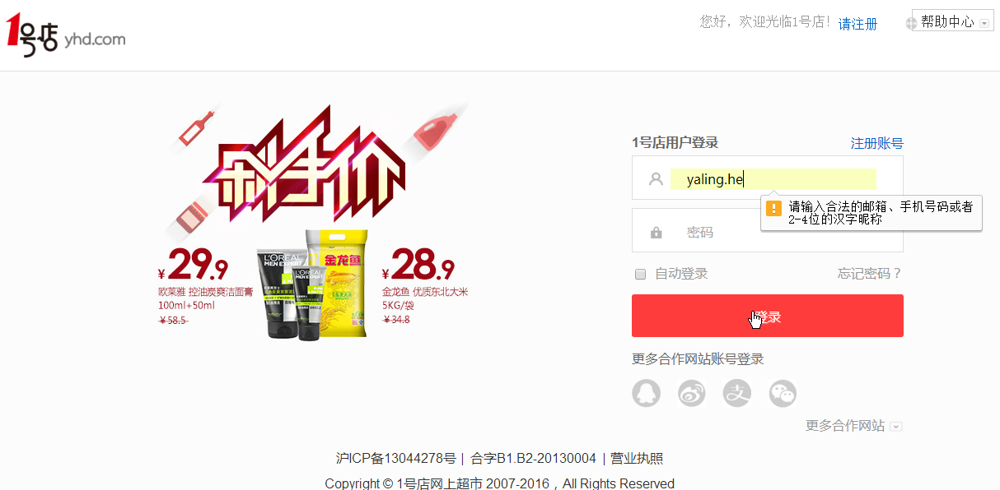 1号店 yhd.com
您好，欢迎光临1号店！ 请注册
帮助中心
剁手价
1号店用户登录 注册账号
yaling.he
请输入合法的邮箱、手机号码或者
2-4位的汉字昵称
密码
自动登录 忘记密码？
登录
更多合作网站账号登录
支
更多合作网站
¥29.9
欧莱雅 控油炭爽洁面膏
100ml+50ml
¥58.5
L'OREAL
MEN EXPERT
L'OREAL
MEN EXPERT
金龙鱼
¥28.9
金龙鱼 优质东北大米
5KG/袋
¥34.8
沪ICP备13044278号 | 合字B1.B2-20130004 | 营业执照
Copyright © 1号店网上超市 2007-2016，All Rights Reserved